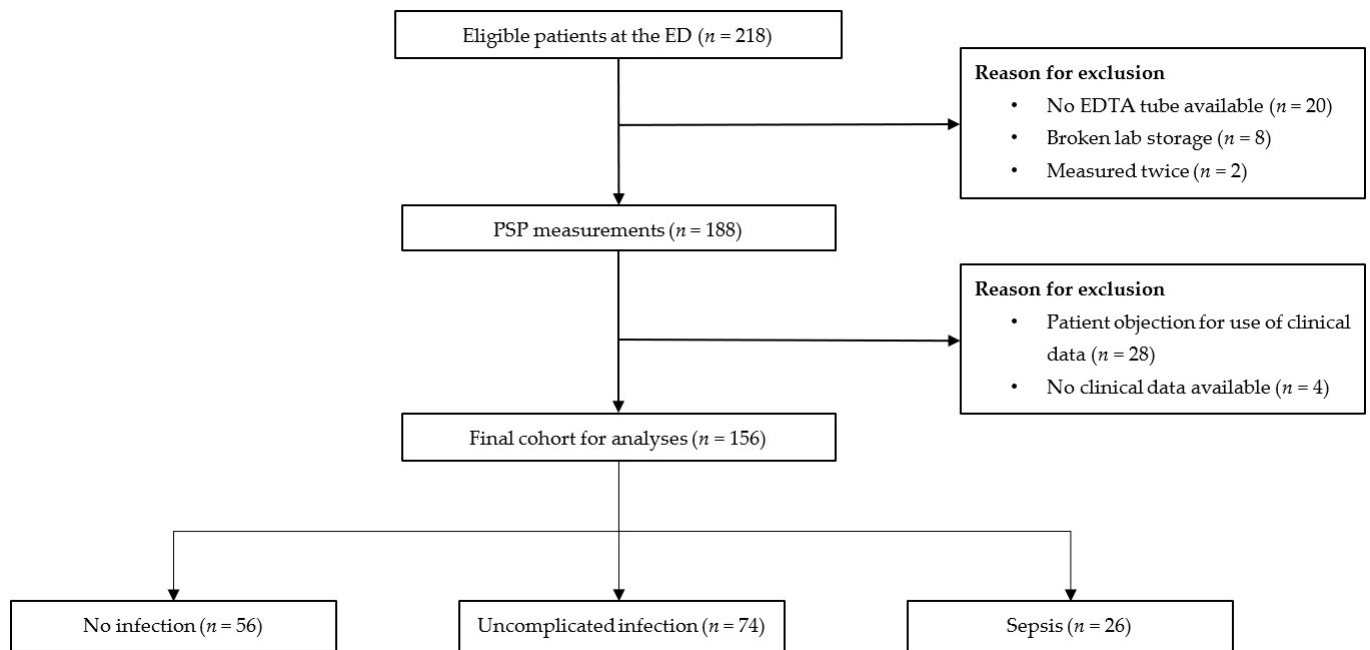 Eligible patients at the ED (n = 218)
Reason for exclusion
• No EDTA tube available (n = 20)
• Broken lab storage (n = 8)
• Measured twice (n = 2)
PSP measurements (n = 188)
Reason for exclusion
• Patient objection for use of clinical
data (n = 28)
• No clinical data available (n = 4)
Final cohort for analyses (n = 156)
No infection (n = 56)
Uncomplicated infection (n = 74)
Sepsis (n = 26)